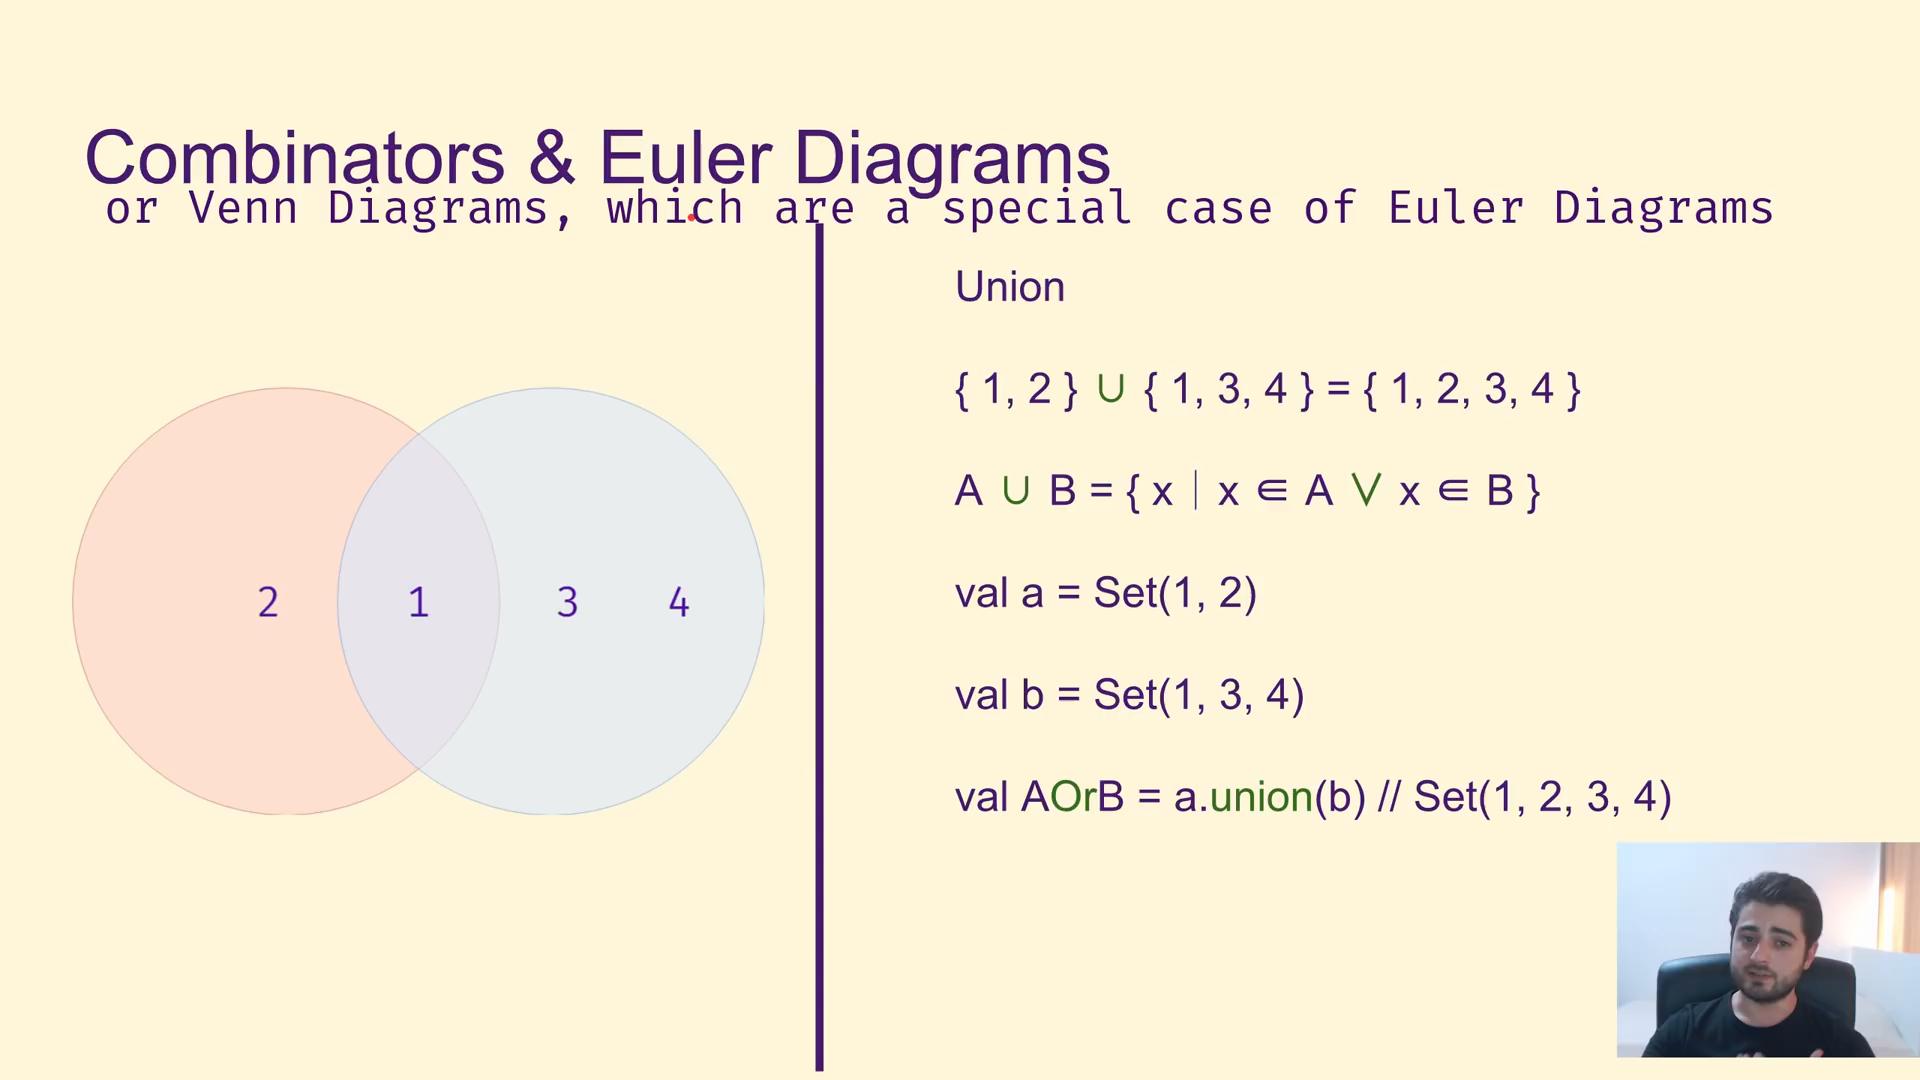 Combinators & Euler Diagrams
or Venn Diagrams, which are a special case of Euler Diagrams
2 1 3 4
Union
{ 1, 2 } ∪ { 1, 3, 4 } = { 1, 2, 3, 4 }
A ∪ B = { x | x ∈ A ∨ x ∈ B }
val a = Set(1, 2)
val b = Set(1, 3, 4)
val AOrB = a.union(b) // Set(1, 2, 3, 4)